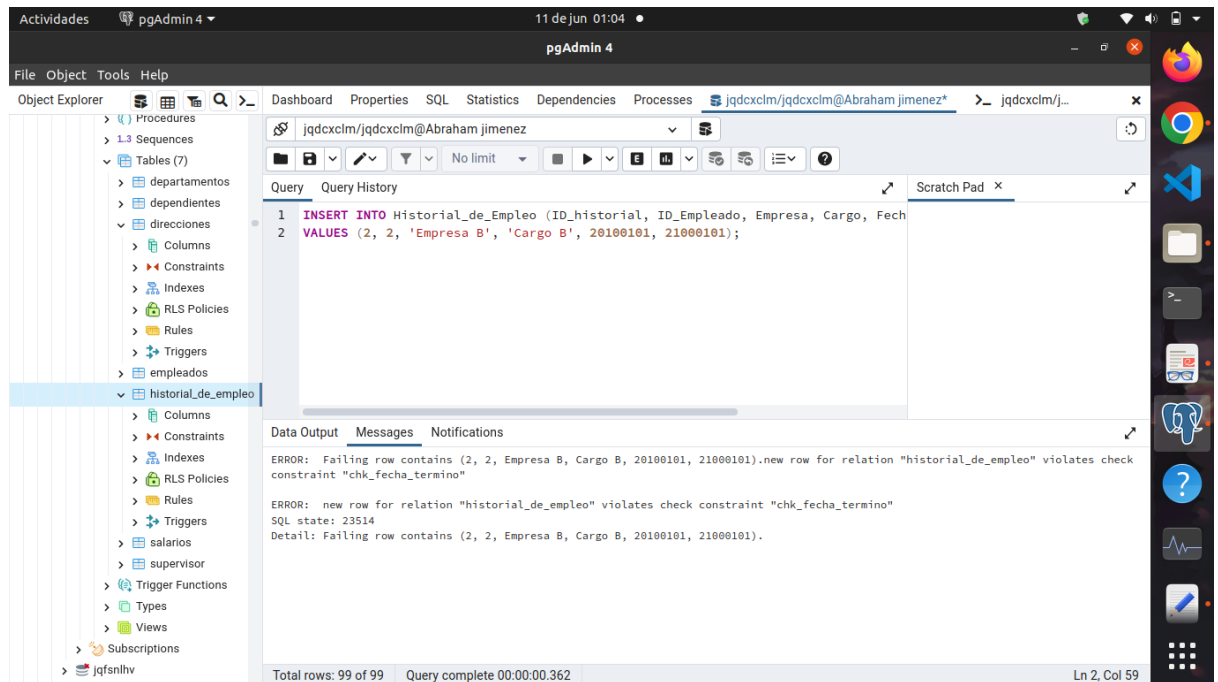 Actividades pgAdmin 4 11 de jun 01:04
pgAdmin 4
File Object Tools Help
Object Explorer
Dashboard Properties SQL Statistics Dependencies Processes jqdcxclm/jqdcxclm@Abraham jimenez* jqdcxclm/j...
Procedures
1..3 Sequences
Tables (7)
departamentos
dependientes
direcciones
Columns
Constraints
Indexes
RLS Policies
Rules
Triggers
empleados
historial_de_empleo
Columns
Constraints
Indexes
RLS Policies
Rules
Triggers
salarios
supervisor
Trigger Functions
Types
Views
Subscriptions
jqfsnlhv
jqdcxclm/jqdcxclm@Abraham jimenez
No limit
Query Query History
Scratch Pad
1 INSERT INTO Historial_de_Empleo (ID_historial, ID_Empleado, Empresa, Cargo, Fech
2 VALUES (2, 2, 'Empresa B', 'Cargo B', 20100101, 21000101);
Data Output Messages Notifications
ERROR: Failing row contains (2, 2, Empresa B, Cargo B, 20100101, 21000101).new row for relation "historial_de_empleo" violates check
constraint "chk_fecha_termino"
ERROR: new row for relation "historial_de_empleo" violates check constraint "chk_fecha_termino"
SQL state: 23514
Detail: Failing row contains (2, 2, Empresa B, Cargo B, 20100101, 21000101).
Total rows: 99 of 99 Query complete 00:00:00.362 Ln 2, Col 59